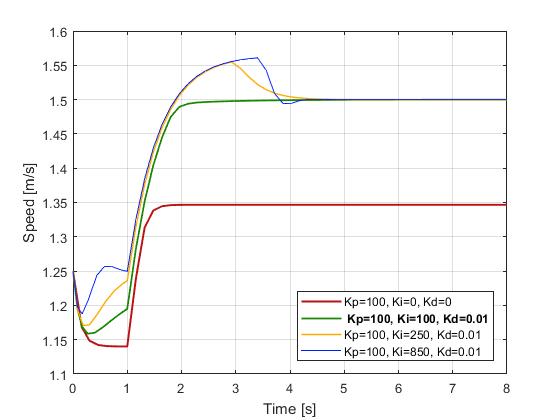 1.6
1.55
1.5
1.45
1.4
1.35
1.3
1.25
1.2
1.15
1.1
Speed [m/s]
Kp=100, Ki=0, Kd=0
Kp=100, Ki=100, Kd=0.01
Kp=100, Ki=250, Kd=0.01
Kp=100, Ki=850, Kd=0.01
0 1 2 3 4 5 6 7 8
Time [s]